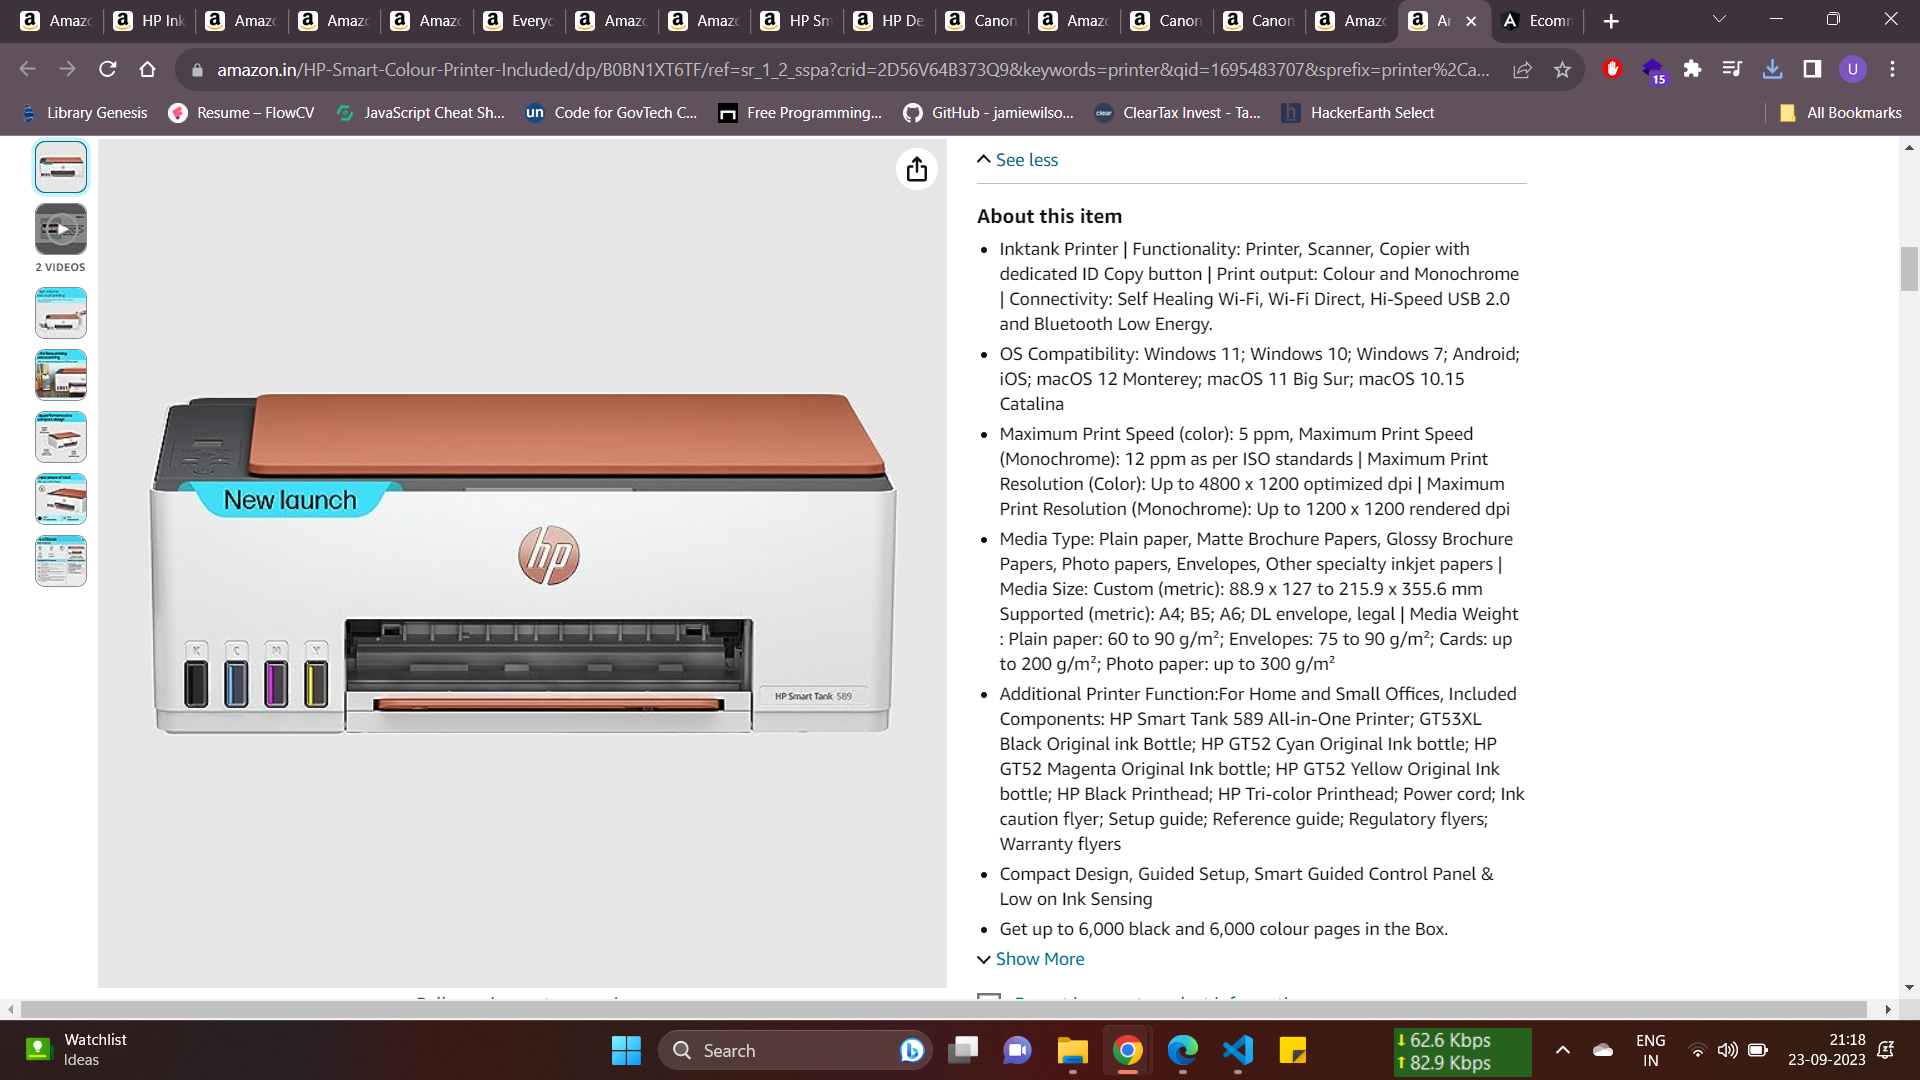 Amazo
HP Ink
Amazo
Amazo
Amazo
Everyo
Amazo
Amazo
HP Sm
HP De
Canon
Amazo
Canon
Canon
Amazo
Ar
Ecomm
amazon.in/HP-Smart-Colour-Printer-Included/dp/B0BN1XT6TF/ref=sr_1_2_sspa?crid=2D56V64B373Q9&keywords=printer&qid=1695483707&sprefix=printer%2Ca...
15
U
Library Genesis
Resume – FlowCV
JavaScript Cheat Sh...
un Code for GovTech C...
Free Programming...
GitHub - jamiewilso...
clear ClearTax Invest - Ta...
h HackerEarth Select
All Bookmarks
2 VIDEOS
New launch
hp
K C M Y
HP Smart Tank 589
See less
About this item
Inktank Printer | Functionality: Printer, Scanner, Copier with
dedicated ID Copy button | Print output: Colour and Monochrome
| Connectivity: Self Healing Wi-Fi, Wi-Fi Direct, Hi-Speed USB 2.0
and Bluetooth Low Energy.
OS Compatibility: Windows 11; Windows 10; Windows 7; Android;
iOS; macOS 12 Monterey; macOS 11 Big Sur; macOS 10.15
Catalina
Maximum Print Speed (color): 5 ppm, Maximum Print Speed
(Monochrome): 12 ppm as per ISO standards | Maximum Print
Resolution (Color): Up to 4800 x 1200 optimized dpi | Maximum
Print Resolution (Monochrome): Up to 1200 x 1200 rendered dpi
Media Type: Plain paper, Matte Brochure Papers, Glossy Brochure
Papers, Photo papers, Envelopes, Other specialty inkjet papers |
Media Size: Custom (metric): 88.9 x 127 to 215.9 x 355.6 mm
Supported (metric): A4; B5; A6; DL envelope, legal | Media Weight
: Plain paper: 60 to 90 g/m²; Envelopes: 75 to 90 g/m²; Cards: up
to 200 g/m²; Photo paper: up to 300 g/m²
Additional Printer Function:For Home and Small Offices, Included
Components: HP Smart Tank 589 All-in-One Printer; GT53XL
Black Original ink Bottle; HP GT52 Cyan Original Ink bottle; HP
GT52 Magenta Original Ink bottle; HP GT52 Yellow Original Ink
bottle; HP Black Printhead; HP Tri-color Printhead; Power cord; Ink
caution flyer; Setup guide; Reference guide; Regulatory flyers;
Warranty flyers
Compact Design, Guided Setup, Smart Guided Control Panel &
Low on Ink Sensing
Get up to 6,000 black and 6,000 colour pages in the Box.
Show More
Watchlist
Ideas
Search
62.6 Kbps
82.9 Kbps
ENG
IN
21:18
23-09-2023